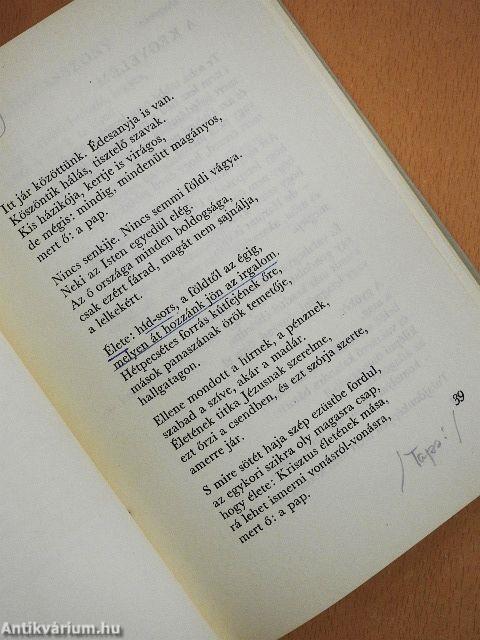 Itt jár közöttünk. Édesanyja is van.
Köszöntik hálás, tisztelő szavak.
Kis házikója, kertje is virágos,
de mégis: mindig, mindenütt magányos,
mert ő: a pap.
Nincs senkije. Nincs semmi földi vágya.
Neki az Isten egyedül elég.
Az ő országa minden boldogsága,
csak ezért fárad, magát nem sajnálja,
a lelkekért.
Élete: híd-sors, a földtől az égig,
melyen át hozzánk jön az irgalom.
Hétpecsétes forrás kútfejének őre,
mások panaszának örök temetője,
hallgatagon.
Ellene mondott a hírnek, a pénznek,
szabad a szíve, akár a madár.
Életének titka Jézusnak szerelme,
ezt őrzi a csendben, és ezt szórja szerte,
amerre jár.
S mire sötét haja szép ezüstbe fordul,
az egykori szikra oly magasra csap,
hogy élete: Krisztus életének mása,
rá lehet ismerni vonásról-vonásra,
mert ő: a pap.
39
Antikvárium.hu